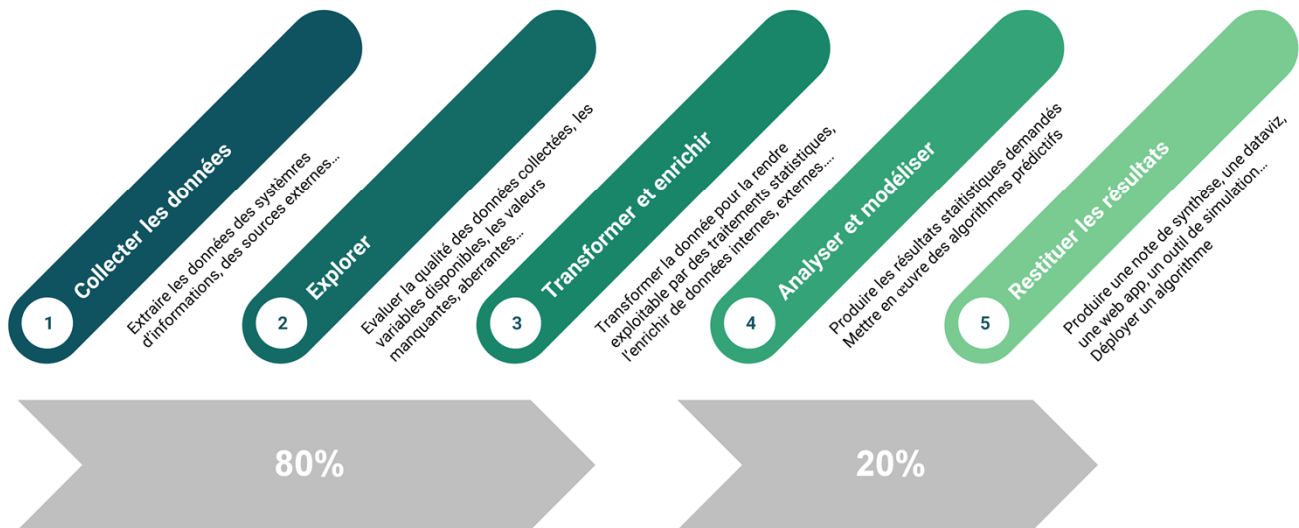 1
Collecter les données
Extraire les données des systèmres
d'informations, des sources externes...
2
Explorer
Evaluer la qualité des données collectées, les
variables disponibles, les valeurs
manquantes, aberrantes...
3
Transformer et enrichir
Transformer la donnée pour la rendre
exploitable par des traitements statistiques,
l'enrichir de données internes, externes....
4
Analyser et modéliser
Produire les résultats staitistiques demandés
Mettre en œuvre des algorithmes prédictifs
5
Restituer les résultats
Produire une note de synthèse, une dataviz,
une web app, un outil de simulation...
Déployer un algorithme
80%
20%